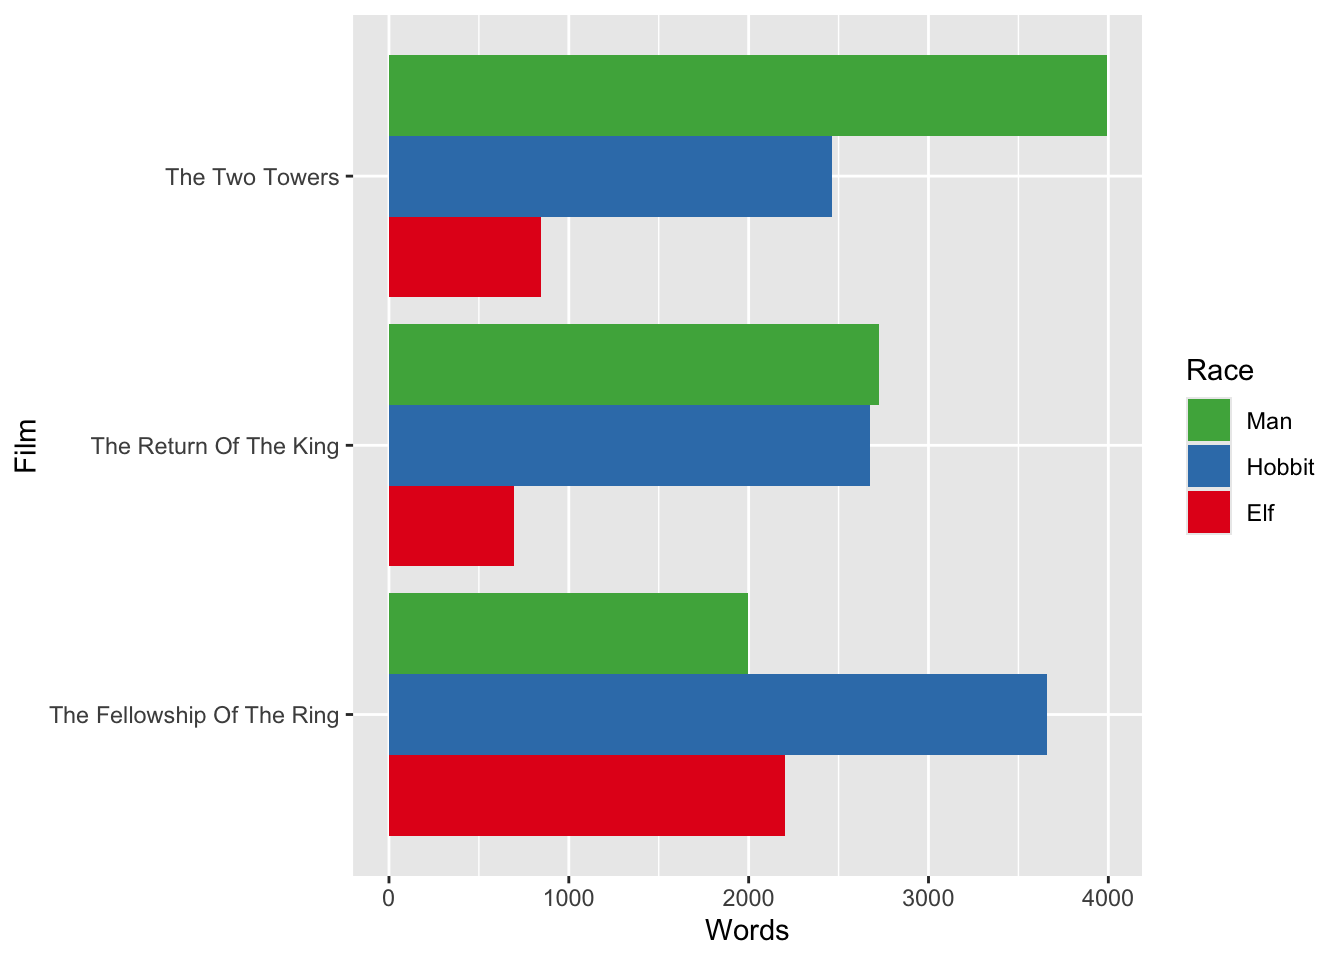 The Two Towers
The Return Of The King
The Fellowship Of The Ring
Film
0 1000 2000 3000 4000
Words
Race
Man
Hobbit
Elf